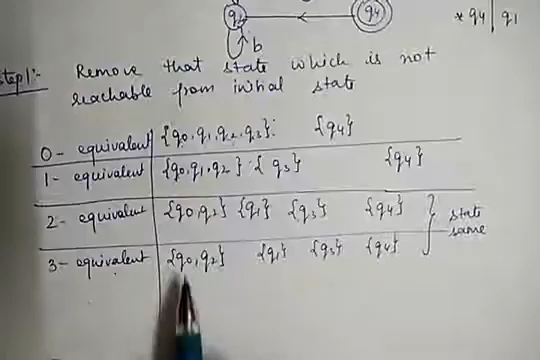 q4
* q4 | q1
b
Step 1:- Remove that state which is not
reachable from initial state
0 - equivalent {q0, q1, q2, q3} {q4}
1 - equivalent {q0, q1, q2} {q3} {q4}
2 - equivalent {q0, q2} {q1} {q3} {q4} } state
same
3 - equivalent {q0, q2} {q1} {q3} {q4}